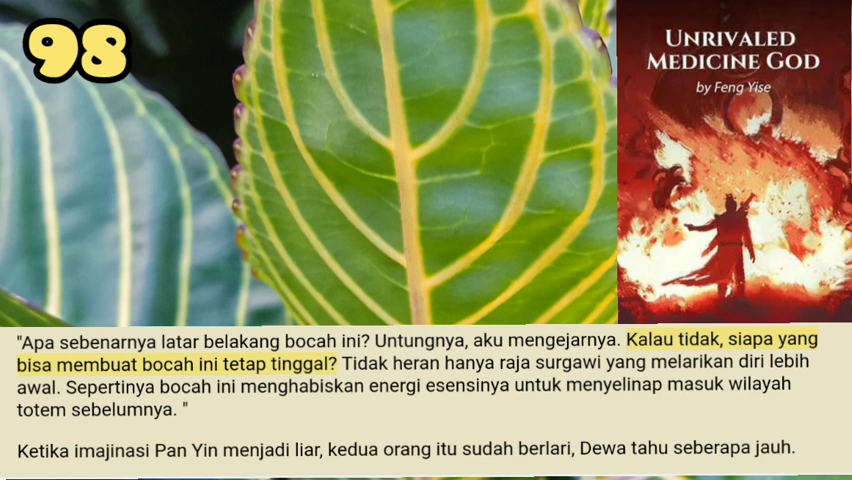 98
UNRIVALED
MEDICINE GOD
by Feng Yise
"Apa sebenarnya latar belakang bocah ini? Untungnya, aku mengejarnya. Kalau tidak, siapa yang
bisa membuat bocah ini tetap tinggal? Tidak heran hanya raja surgawi yang melarikan diri lebih
awal. Sepertinya bocah ini menghabiskan energi esensinya untuk menyelinap masuk wilayah
totem sebelumnya. "
Ketika imajinasi Pan Yin menjadi liar, kedua orang itu sudah berlari, Dewa tahu seberapa jauh.